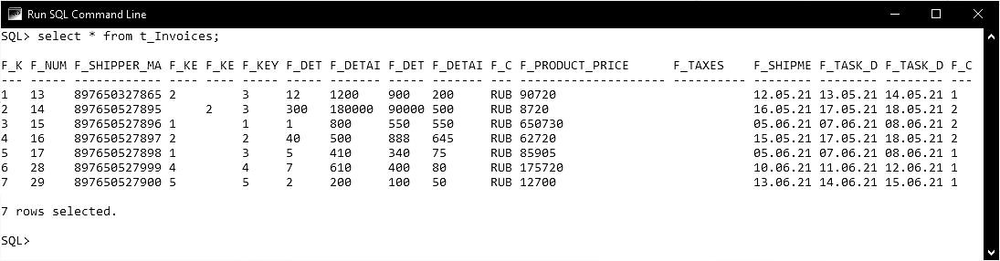 Run SQL Command Line
SQL> select * from t_Invoices;
F_K F_NUM F_SHIPPER_MA F_KE F_KE F_KEY F_DET F_DETAI F_DET F_DETAI F_C F_PRODUCT_PRICE F_TAXES F_SHIPME F_TASK_D F_TASK_D F_C
--- ----- ------------ ---- ---- ----- ----- ------- ----- ------- --- -------------------- ---------- -------- -------- -------- ---
1 13 897650327865 2 3 12 1200 900 200 RUB 90720 12.05.21 13.05.21 14.05.21 1
2 14 897650527895 2 3 300 180000 90000 500 RUB 8720 16.05.21 17.05.21 18.05.21 2
3 15 897650527896 1 1 1 800 550 550 RUB 650730 05.06.21 07.06.21 08.06.21 2
4 16 897650527897 2 2 40 500 888 645 RUB 62720 15.05.21 17.05.21 18.05.21 2
5 17 897650527898 1 3 5 410 340 75 RUB 85905 05.06.21 07.06.21 08.06.21 1
6 28 897650527999 4 4 7 610 400 80 RUB 175720 10.06.21 11.06.21 12.06.21 1
7 29 897650527900 5 5 2 200 100 50 RUB 12700 13.06.21 14.06.21 15.06.21 1
7 rows selected.
SQL>